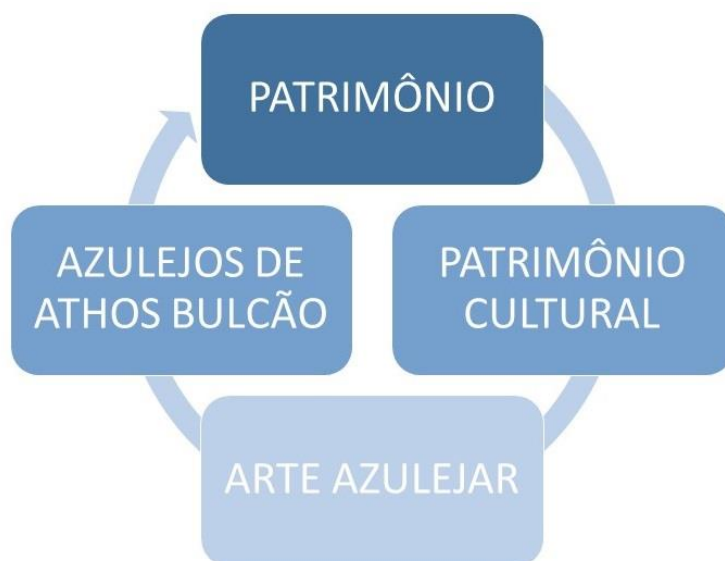 PATRIMÔNIO
PATRIMÔNIO
CULTURAL
ARTE AZULEJAR
AZULEJOS DE
ATHOS BULCÃO